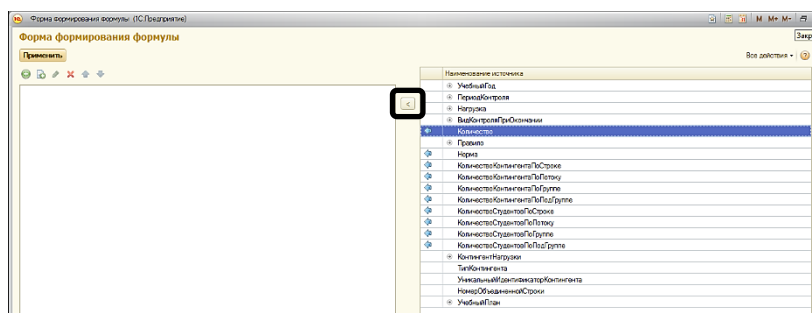 Форма формирования формулы (1С:Предприятие)
M M+ M-
Форма формирования формулы
Закр
Применить
Все действия
Наименование источника
УчебныйГод
ПериодКонтроля
Нагрузка
ВидКонтроляПриОкончании
<
Количество
Правило
Норма
КоличествоКонтингентаПоСтроке
КоличествоКонтингентаПоПотоку
КоличествоКонтингентаПоГруппе
КоличествоКонтингентаПоПодГруппе
КоличествоСтудентовПоСтроке
КоличествоСтудентовПоПотоку
КоличествоСтудентовПоГруппе
КоличествоСтудентовПоПодГруппе
КонтингентНагрузки
ТипКонтингента
УникальныйИдентификаторКонтингента
НомерОбъединеннойСтроки
УчебныйПлан